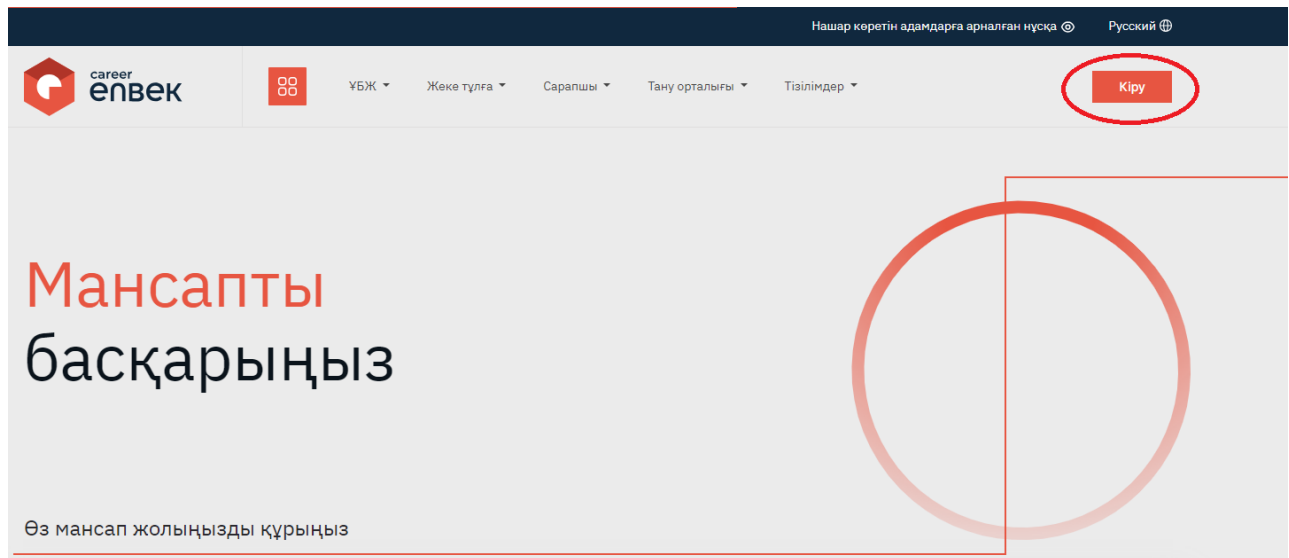 Нашар көретін адамдарға арналған нұсқа Русский
career
enbek
ҰБЖ Жеке тұлға Сарапшы Тану орталығы Тізілімдер Кіру
Мансапты
басқарыңыз
Өз мансап жолыңызды құрыңыз